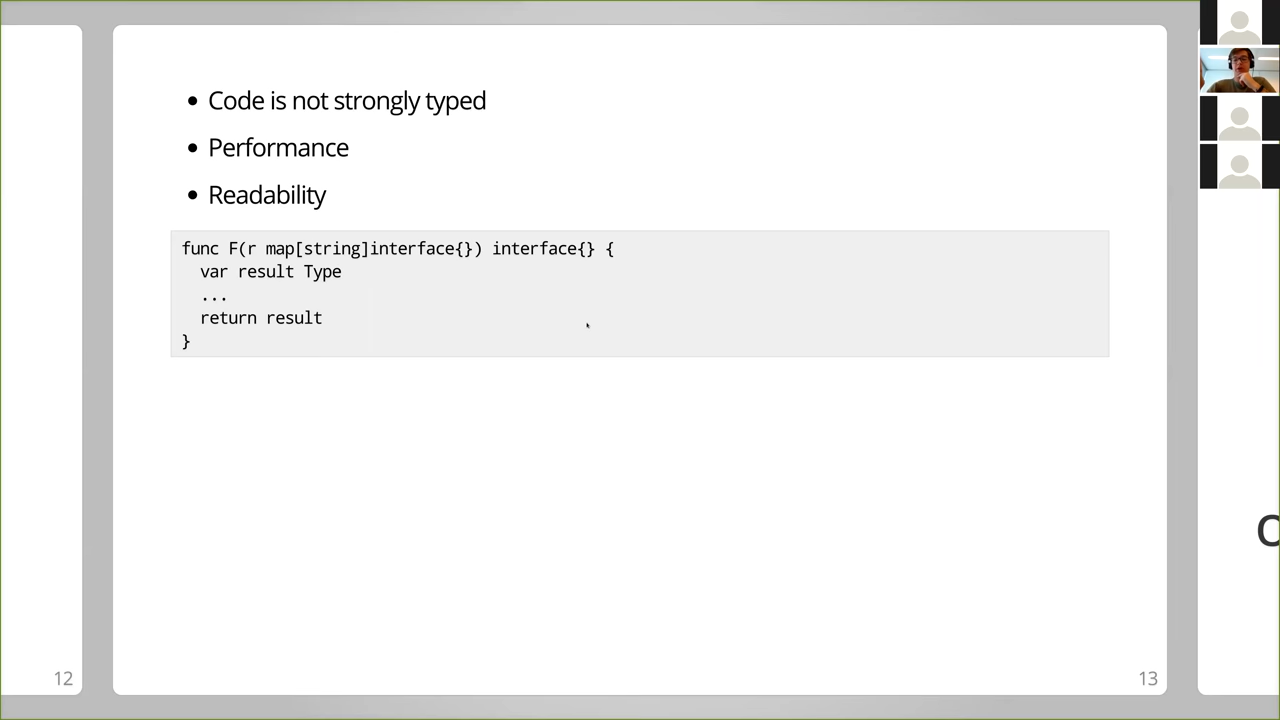 • Code is not strongly typed
• Performance
• Readability
func F(r map[string]interface{}) interface{} {
  var result Type
  ...
  return result
}
12
13